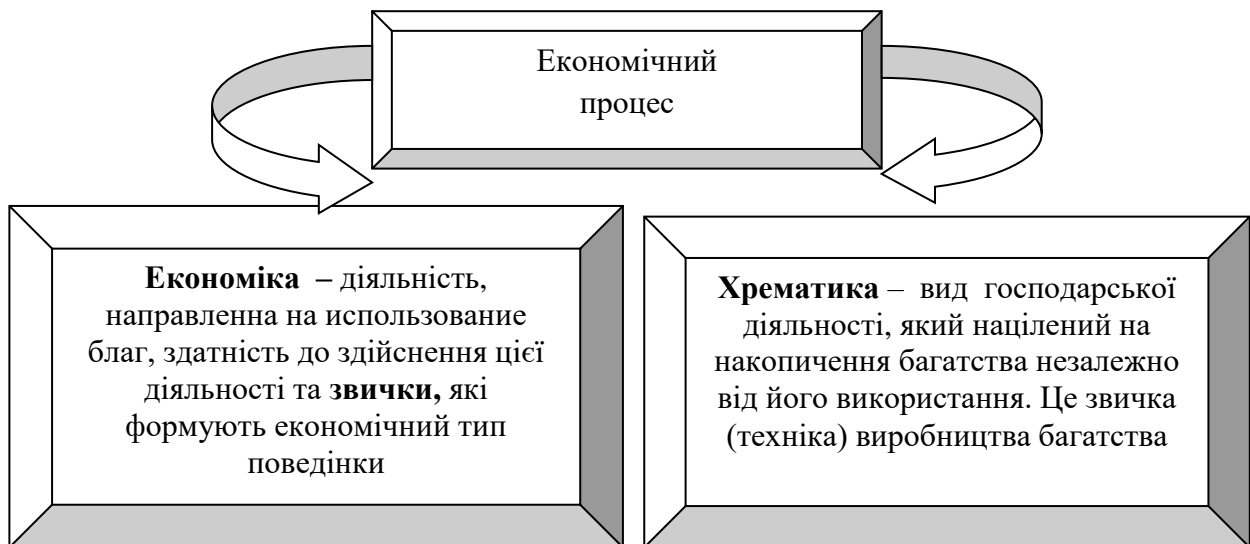 Економічний
процес
Економіка – діяльність,
направленна на использование
благ, здатність до здійснення цієї
діяльності та звички, які
формують економічний тип
поведінки
Хрематика – вид господарської
діяльності, який націлений на
накопичення багатства незалежно
від його використання. Це звичка
(техніка) виробництва багатства